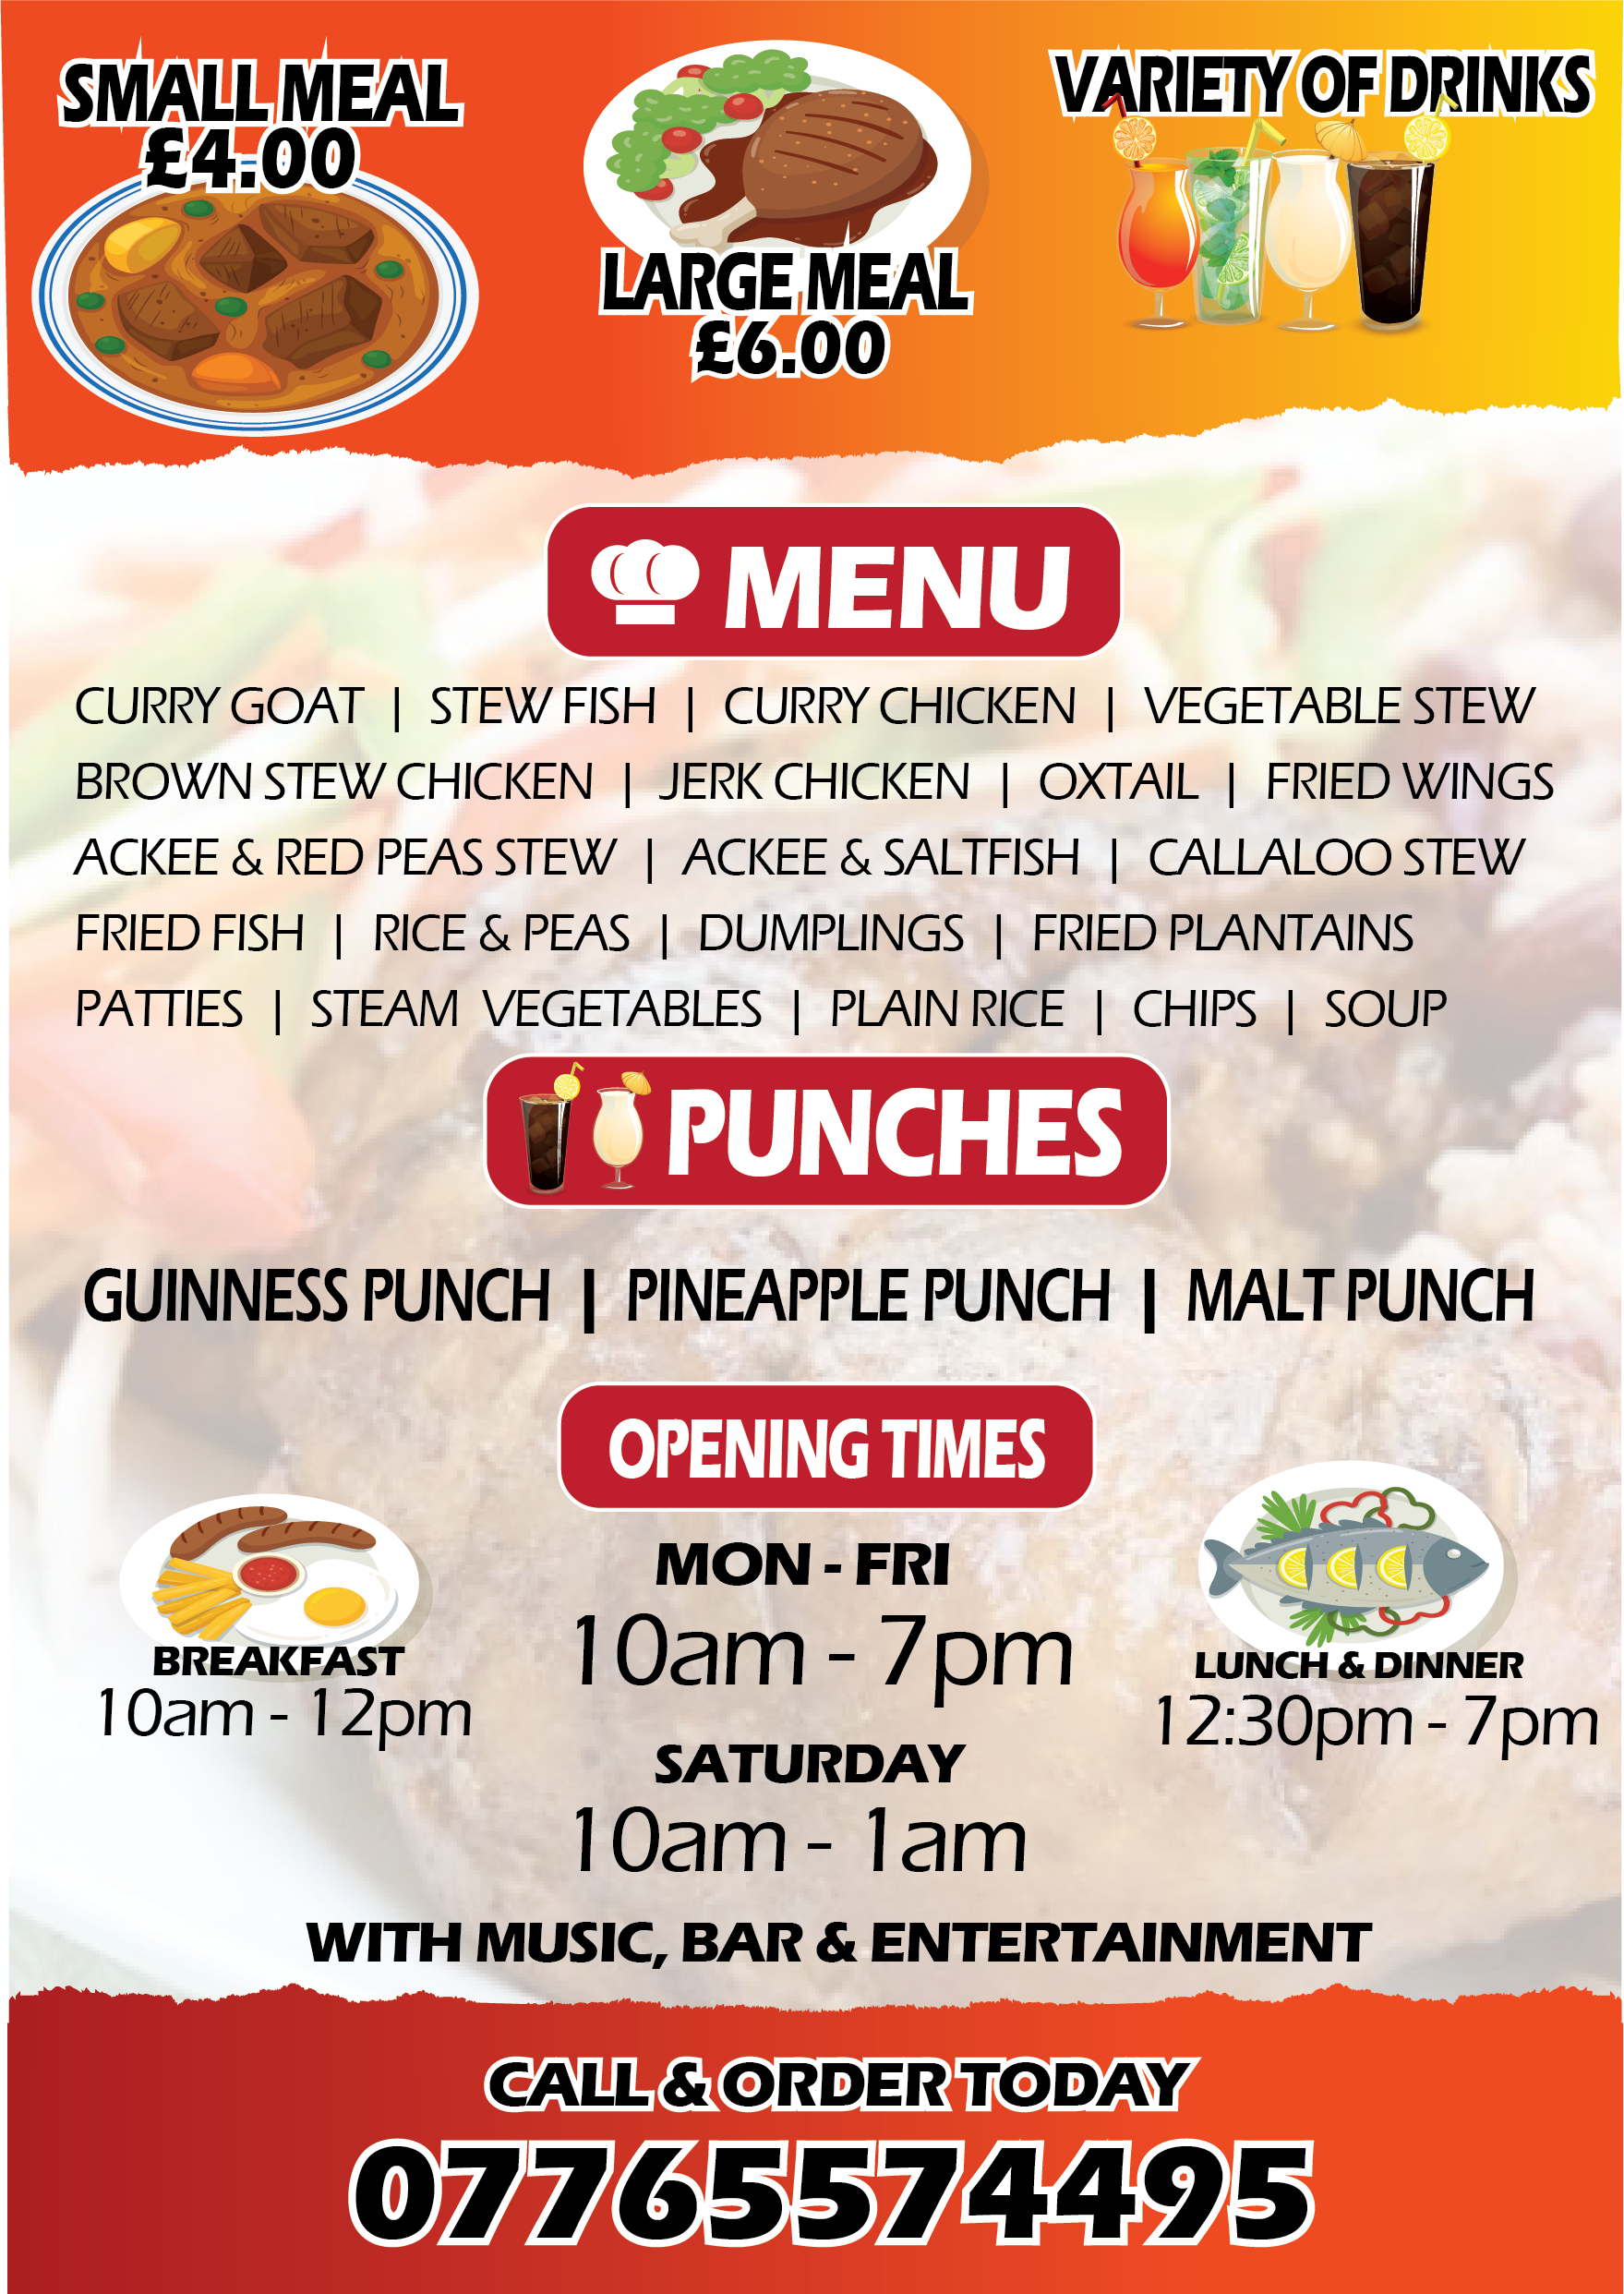 SMALL MEAL
£4.00
LARGE MEAL
£6.00
VARIETY OF DRINKS
MENU
CURRY GOAT | STEW FISH | CURRY CHICKEN | VEGETABLE STEW
BROWN STEW CHICKEN | JERK CHICKEN | OXTAIL | FRIED WINGS
ACKEE & RED PEAS STEW | ACKEE & SALTFISH | CALLALOO STEW
FRIED FISH | RICE & PEAS | DUMPLINGS | FRIED PLANTAINS
PATTIES | STEAM VEGETABLES | PLAIN RICE | CHIPS | SOUP
PUNCHES
GUINNESS PUNCH | PINEAPPLE PUNCH | MALT PUNCH
OPENING TIMES
BREAKFAST
10am - 12pm
MON - FRI
10am - 7pm
SATURDAY
10am - 1am
LUNCH & DINNER
12:30pm - 7pm
WITH MUSIC, BAR & ENTERTAINMENT
CALL & ORDER TODAY
07765574495